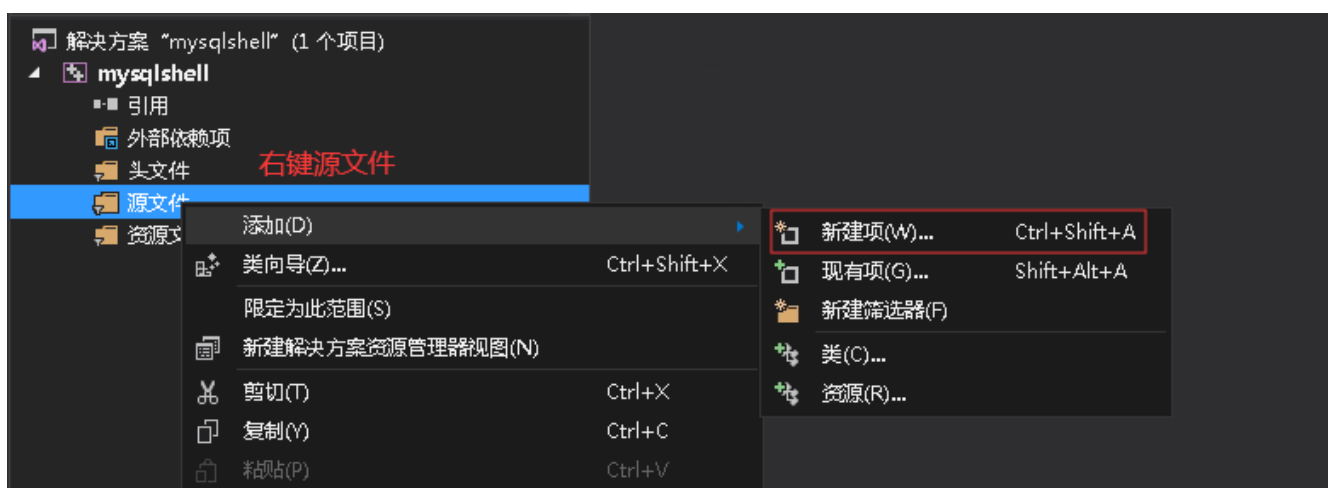 解决方案 "mysqlshell" (1 个项目)
mysqlshell
引用
外部依赖项
头文件
右键源文件
源文件
资源文
添加(D)
类向导(Z)... Ctrl+Shift+X
限定为此范围(S)
新建解决方案资源管理器视图(N)
剪切(T) Ctrl+X
复制(Y) Ctrl+C
粘贴(P) Ctrl+V
新建项(W)... Ctrl+Shift+A
现有项(G)... Shift+Alt+A
新建筛选器(F)
类(C)...
资源(R)...